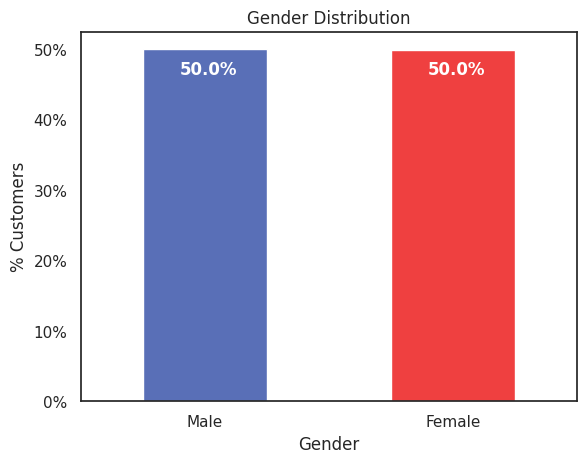 Gender Distribution
50%
40%
30%
20%
10%
0%
% Customers
50.0%
50.0%
Male
Female
Gender